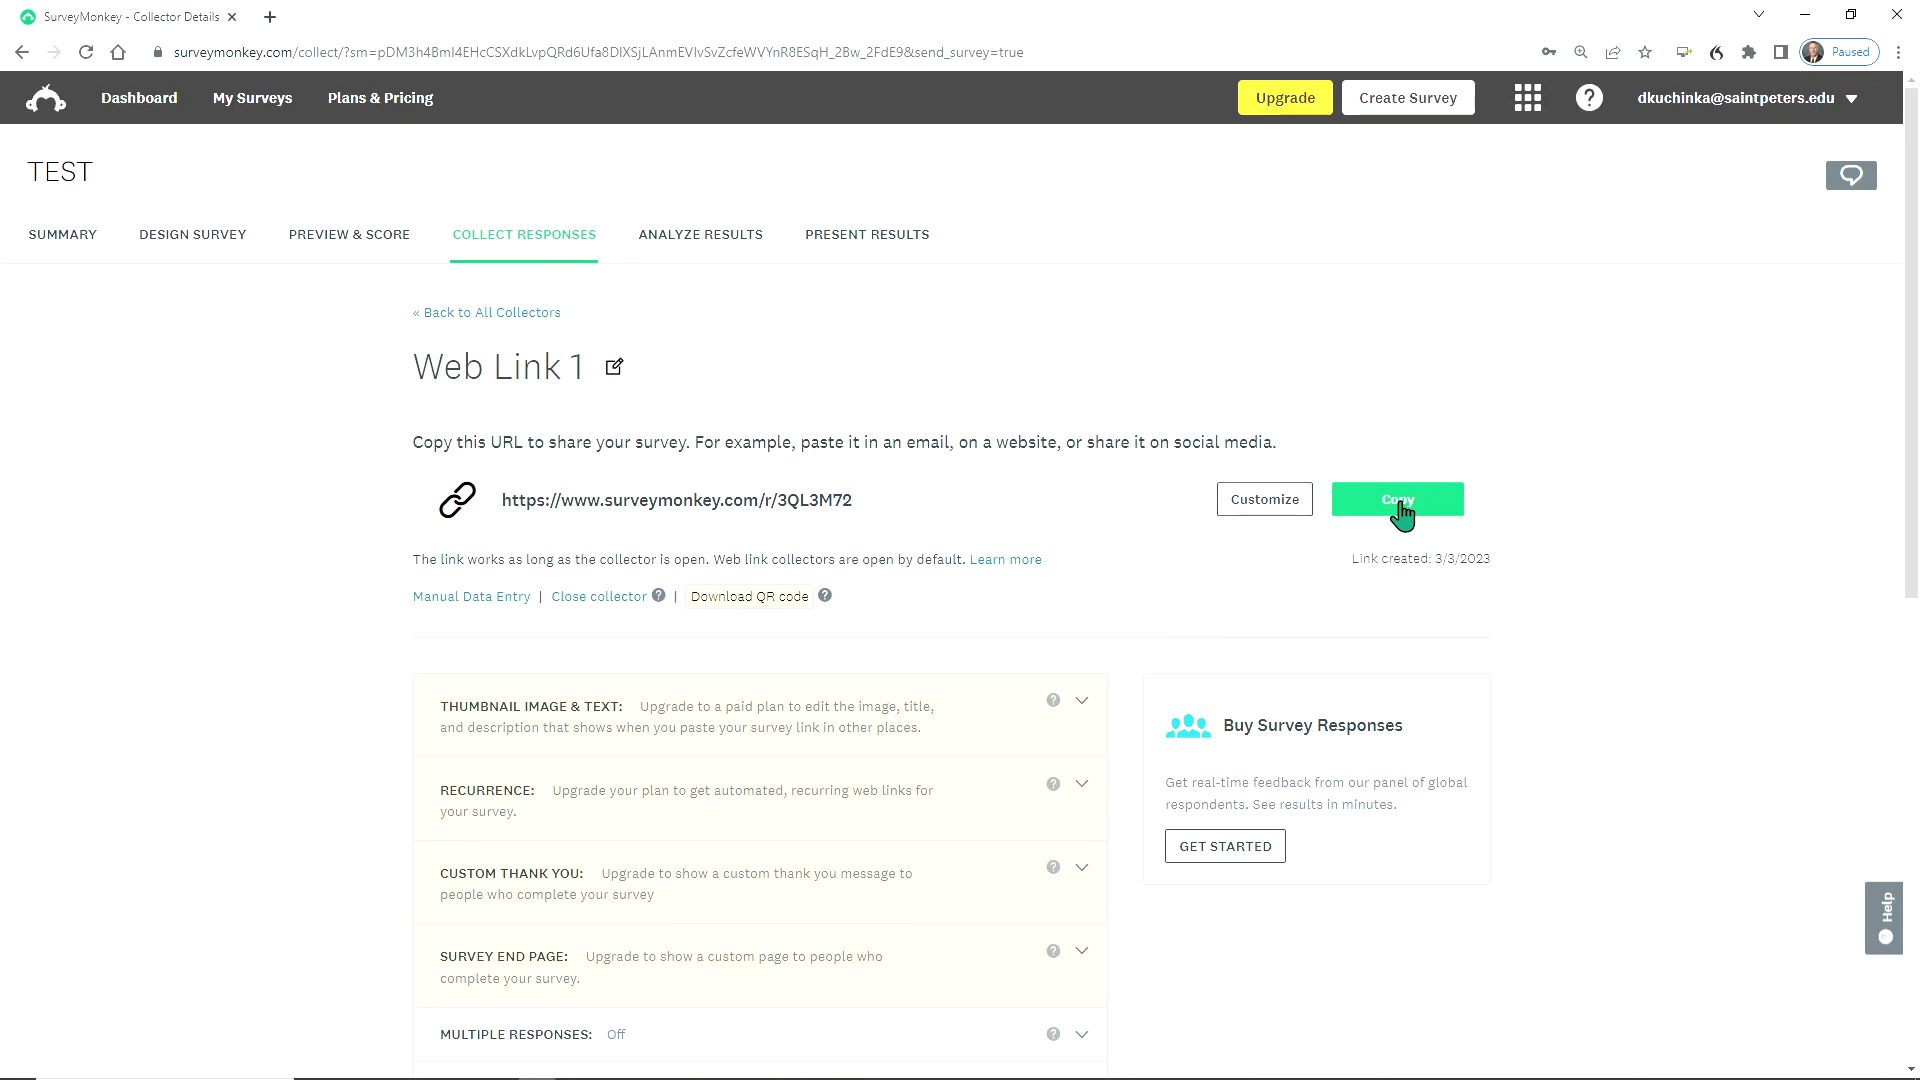 SurveyMonkey - Collector Details
surveymonkey.com/collect/?sm=pDM3h4BmI4EHcCSXdkLvpQRd6Ufa8DIXSjLAnmEVIvSvZcfeWVYnR8ESqH_2Bw_2FdE9&send_survey=true
Paused
Dashboard My Surveys Plans & Pricing
Upgrade Create Survey
dkuchinka@saintpeters.edu
TEST
SUMMARY DESIGN SURVEY PREVIEW & SCORE COLLECT RESPONSES ANALYZE RESULTS PRESENT RESULTS
« Back to All Collectors
Web Link 1
Copy this URL to share your survey. For example, paste it in an email, on a website, or share it on social media.
https://www.surveymonkey.com/r/3QL3M72
Customize Copy
The link works as long as the collector is open. Web link collectors are open by default. Learn more
Link created: 3/3/2023
Manual Data Entry | Close collector ? | Download QR code ?
THUMBNAIL IMAGE & TEXT: Upgrade to a paid plan to edit the image, title,
and description that shows when you paste your survey link in other places.
RECURRENCE: Upgrade your plan to get automated, recurring web links for
your survey.
CUSTOM THANK YOU: Upgrade to show a custom thank you message to
people who complete your survey
SURVEY END PAGE: Upgrade to show a custom page to people who
complete your survey.
MULTIPLE RESPONSES: Off
Buy Survey Responses
Get real-time feedback from our panel of global
respondents. See results in minutes.
GET STARTED
Help